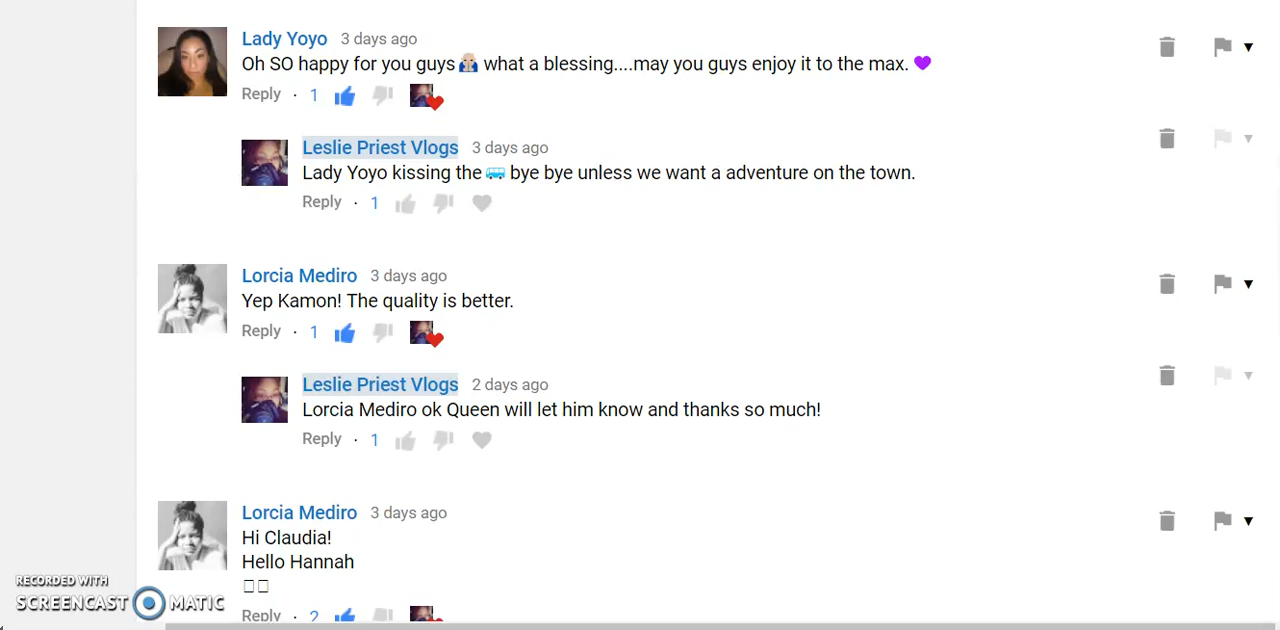 Lady Yoyo 3 days ago
Oh SO happy for you guys what a blessing....may you guys enjoy it to the max. 💜
Reply · 1
Leslie Priest Vlogs 3 days ago
Lady Yoyo kissing the 🚐 bye bye unless we want a adventure on the town.
Reply · 1
Lorcia Mediro 3 days ago
Yep Kamon! The quality is better.
Reply · 1
Leslie Priest Vlogs 2 days ago
Lorcia Mediro ok Queen will let him know and thanks so much!
Reply · 1
Lorcia Mediro 3 days ago
Hi Claudia!
Hello Hannah
Reply · 2
RECORDED WITH
SCREENCAST MATIC